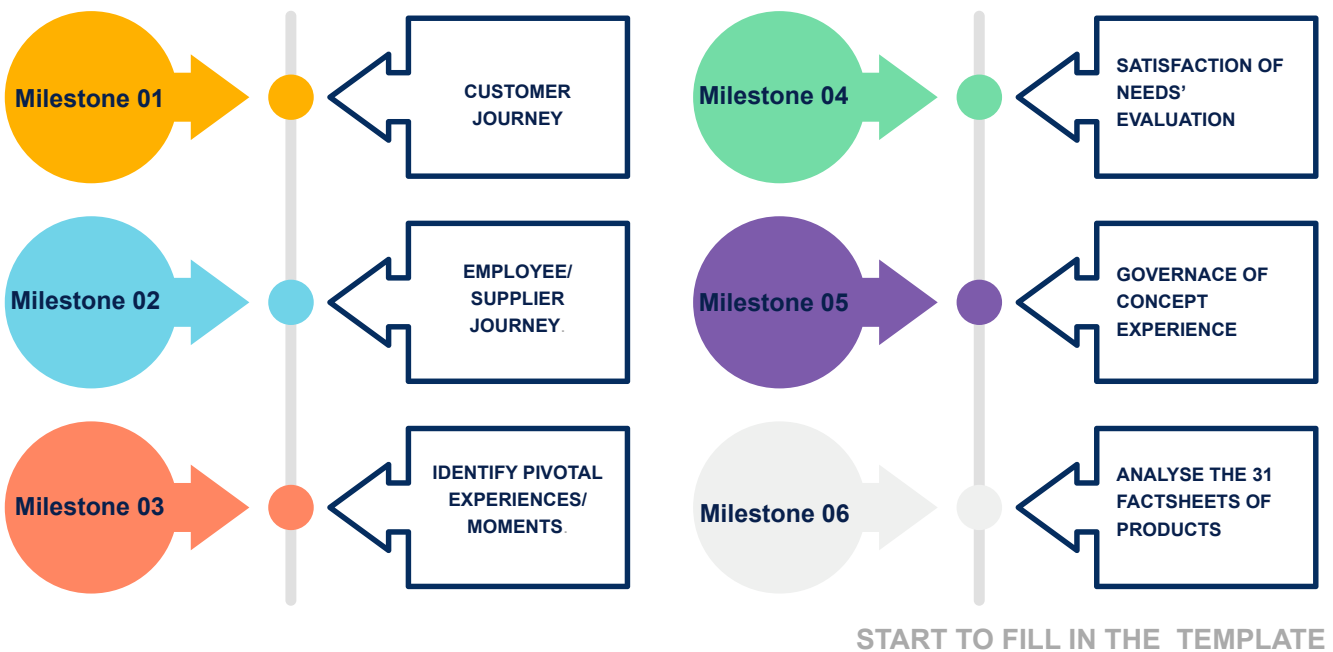 Milestone 01
CUSTOMER
JOURNEY
Milestone 02
EMPLOYEE/
SUPPLIER
JOURNEY.
Milestone 03
IDENTIFY PIVOTAL
EXPERIENCES/
MOMENTS.
Milestone 04
SATISFACTION OF
NEEDS’
EVALUATION
Milestone 05
GOVERNACE OF
CONCEPT
EXPERIENCE
Milestone 06
ANALYSE THE 31
FACTSHEETS OF
PRODUCTS
START TO FILL IN THE TEMPLATE